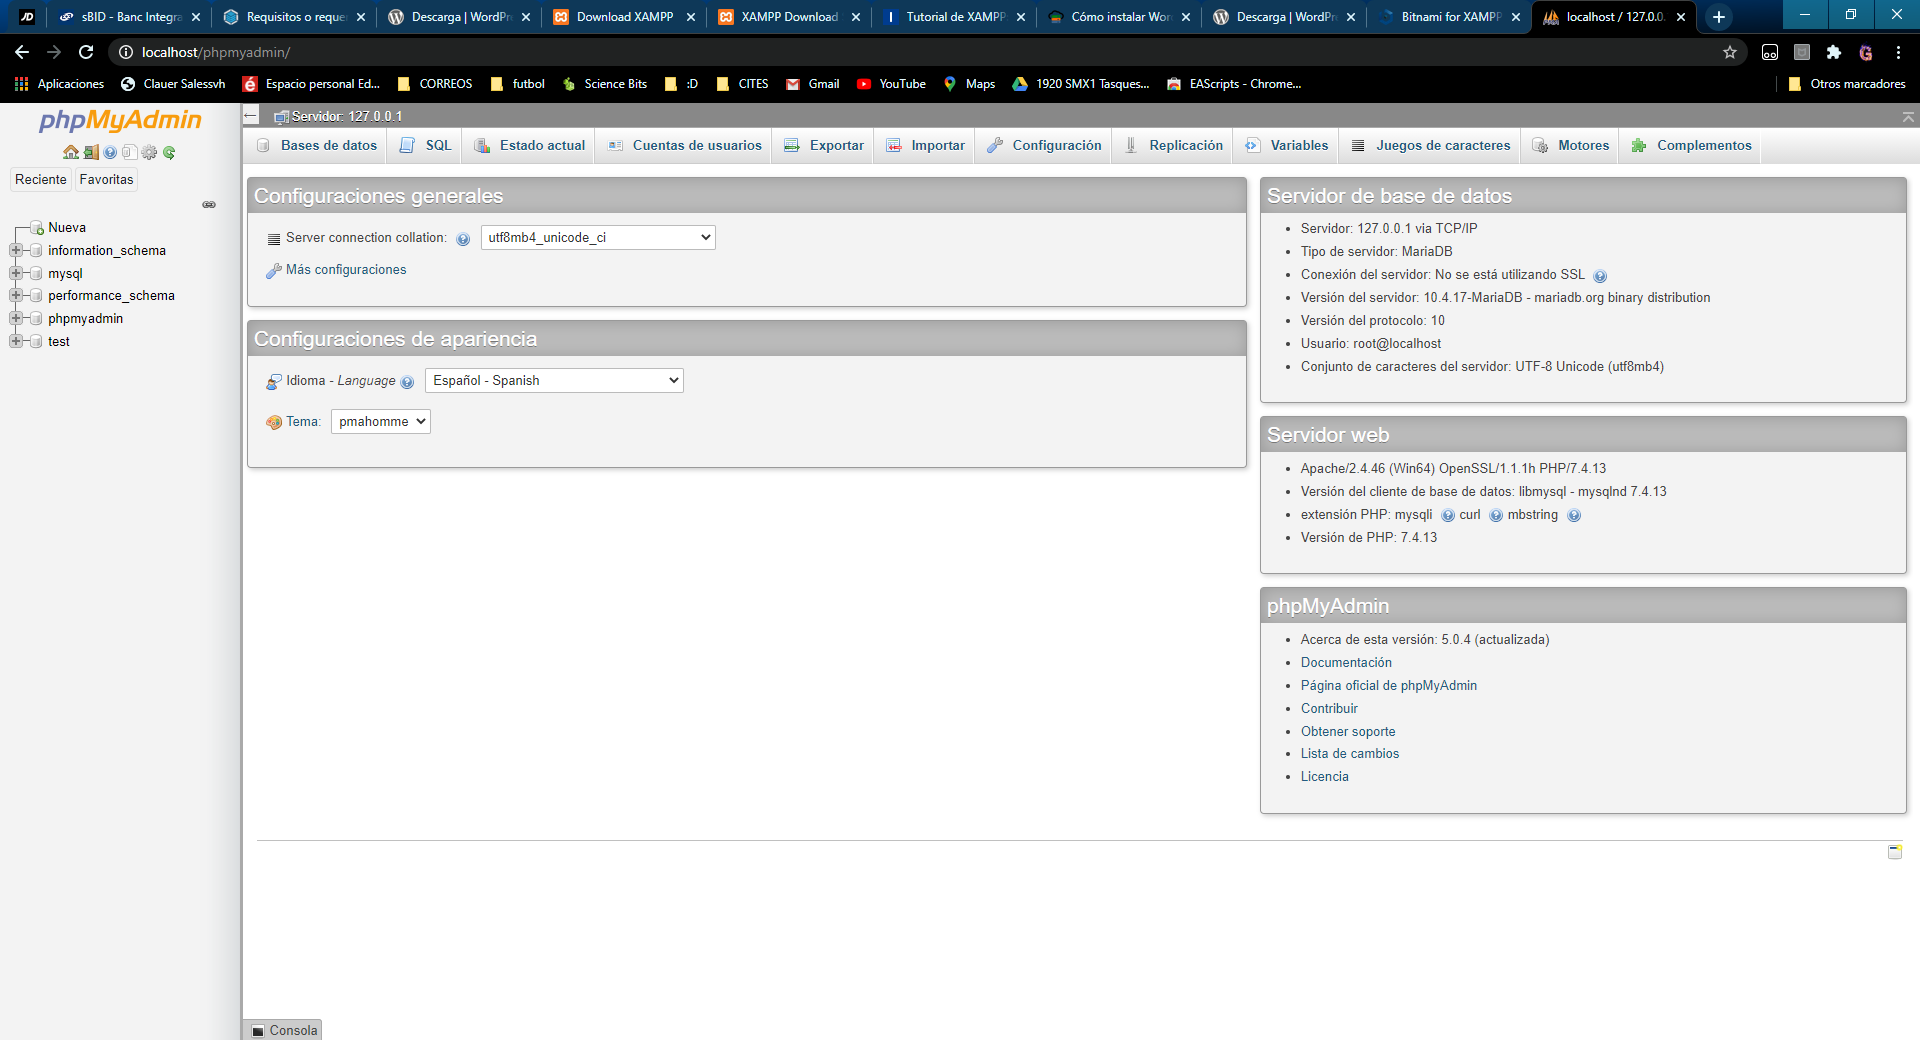 sBID - Banc Integra
Requisitos o reque
Descarga | WordPr
Download XAMPP
XAMPP Download
Tutorial de XAMPP
Cómo instalar Wor
Descarga | WordPr
Bitnami for XAMPP
localhost / 127.0.0.
localhost/phpmyadmin/
Aplicaciones
Clauer Salessvh
Espacio personal Ed...
CORREOS
futbol
Science Bits
:D
CITES
Gmail
YouTube
Maps
1920 SMX1 Tasques...
EAScripts - Chrome...
Otros marcadores
phpMyAdmin
Reciente
Favoritas
Nueva
information_schema
mysql
performance_schema
phpmyadmin
test
Servidor: 127.0.0.1
Bases de datos
SQL
Estado actual
Cuentas de usuarios
Exportar
Importar
Configuración
Replicación
Variables
Juegos de caracteres
Motores
Complementos
Configuraciones generales
Server connection collation:
utf8mb4_unicode_ci
Más configuraciones
Configuraciones de apariencia
Idioma - Language
Español - Spanish
Tema:
pmahomme
Servidor de base de datos
Servidor: 127.0.0.1 via TCP/IP
Tipo de servidor: MariaDB
Conexión del servidor: No se está utilizando SSL
Versión del servidor: 10.4.17-MariaDB - mariadb.org binary distribution
Versión del protocolo: 10
Usuario: root@localhost
Conjunto de caracteres del servidor: UTF-8 Unicode (utf8mb4)
Servidor web
Apache/2.4.46 (Win64) OpenSSL/1.1.1h PHP/7.4.13
Versión del cliente de base de datos: libmysql - mysqlnd 7.4.13
extensión PHP: mysqli curl mbstring
Versión de PHP: 7.4.13
phpMyAdmin
Acerca de esta versión: 5.0.4 (actualizada)
Documentación
Página oficial de phpMyAdmin
Contribuir
Obtener soporte
Lista de cambios
Licencia
Consola